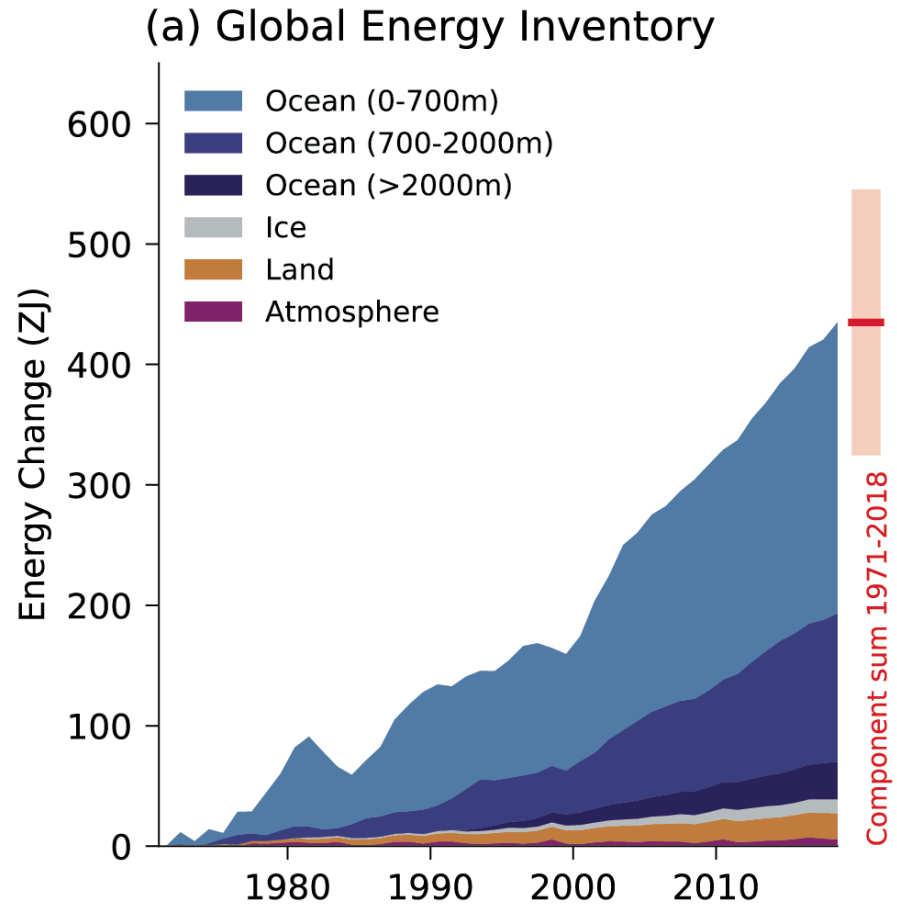 (a) Global Energy Inventory
Ocean (0-700m)
Ocean (700-2000m)
Ocean (>2000m)
Ice
Land
Atmosphere
Energy Change (ZJ)
600
500
400
300
200
100
0
1980
1990
2000
2010
Component sum 1971-2018